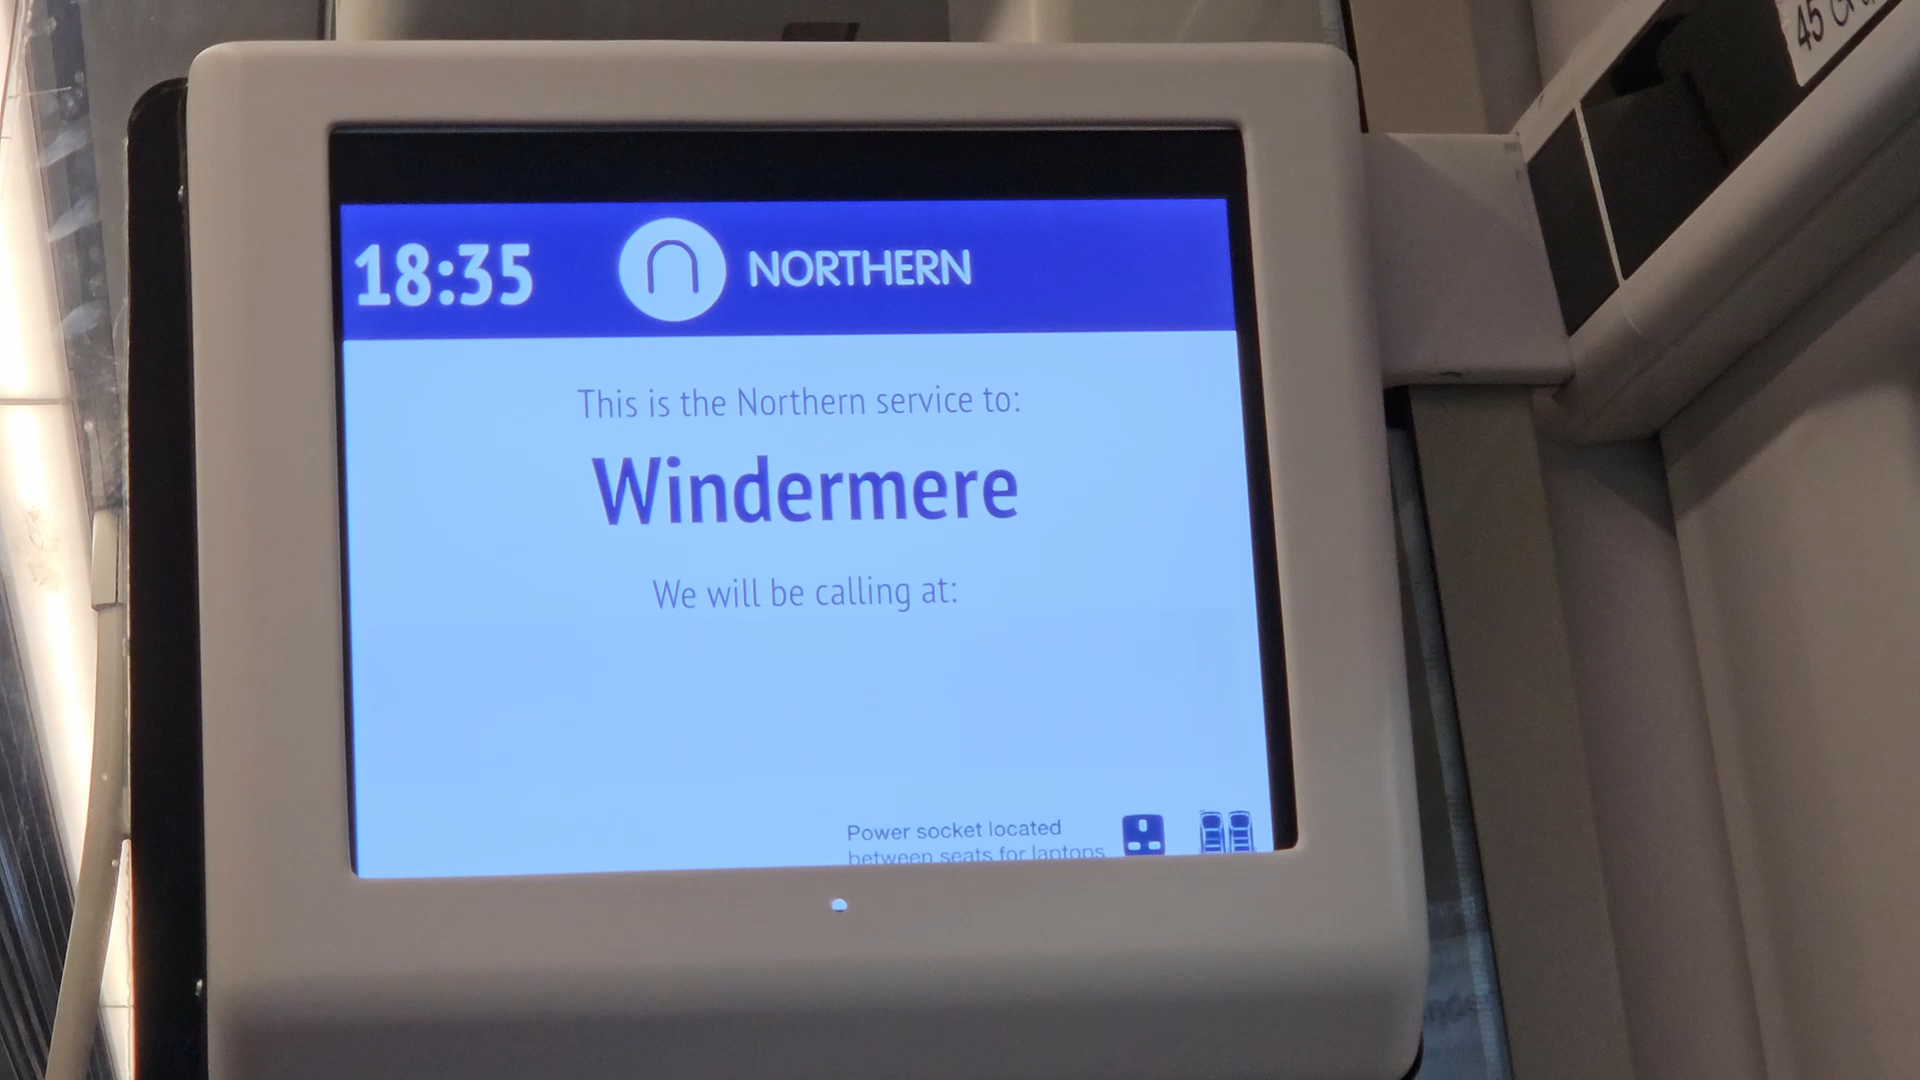 18:35
NORTHERN
This is the Northern service to:
Windermere
We will be calling at:
Power socket located
between seats for laptops
45